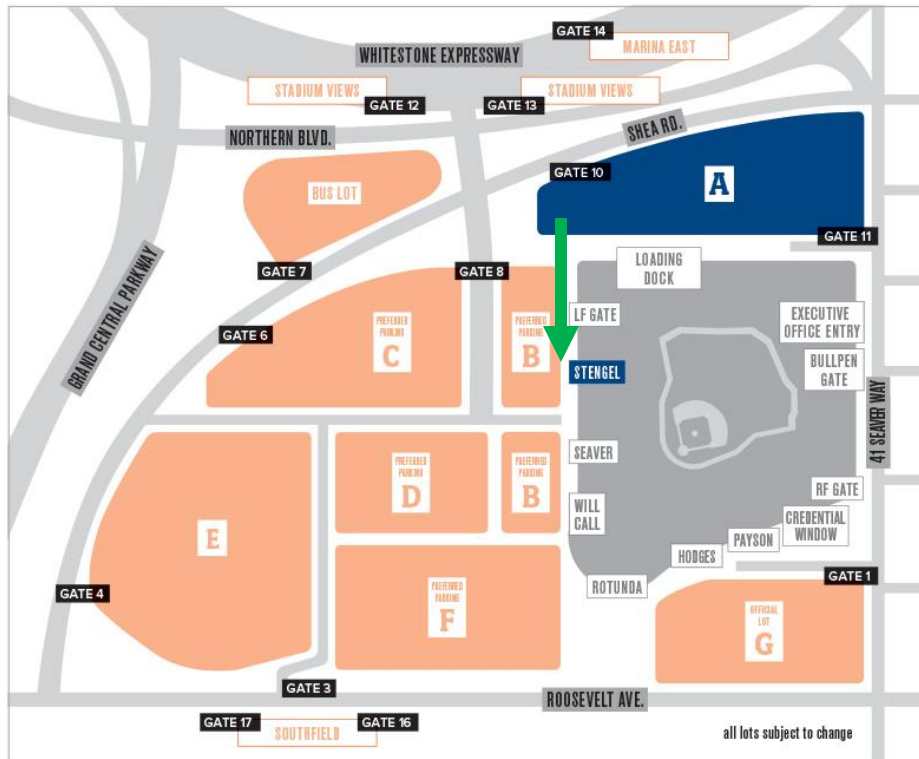 GATE 14
MARINA EAST
WHITESTONE EXPRESSWAY
STADIUM VIEWS
GATE 12
GATE 13
STADIUM VIEWS
NORTHERN BLVD.
SHEA RD.
GATE 10
A
BUS LOT
GATE 11
GATE 7
GATE 8
LOADING
DOCK
GRAND CENTRAL PARKWAY
GATE 6
PREFERRED
PARKING
C
PREFERRED
PARKING
B
LF GATE
EXECUTIVE
OFFICE ENTRY
BULLPEN
GATE
STENGEL
41 SEAVER WAY
SEAVER
PREFERRED
PARKING
D
PREFERRED
PARKING
B
E
WILL
CALL
RF GATE
CREDENTIAL
WINDOW
PAYSON
HODGES
ROTUNDA
GATE 4
PREFERRED
PARKING
F
GATE 1
OFFICIAL
LOT
G
GATE 3
ROOSEVELT AVE.
GATE 17
SOUTHFIELD
GATE 16
all lots subject to change